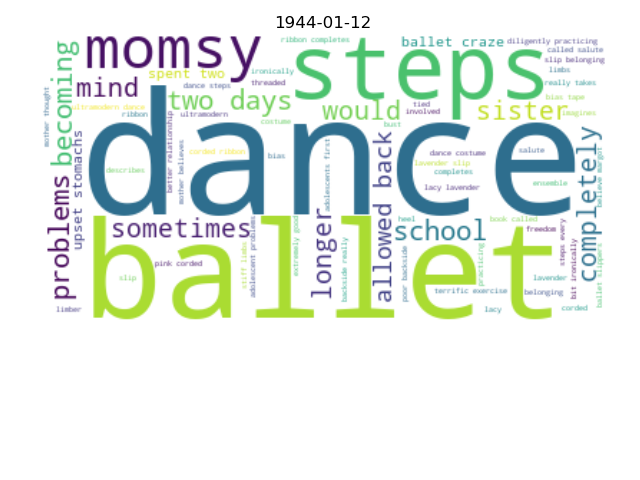 1944-01-12
ribbon completes
momsy
steps
ballet craze
diligently practicing
called salute
slip belonging
limbs
becoming
spent two
ironically
mind
dance steps
threaded
really takes
mother thought
ultramodern dance
two days
would
tied
involved
sister
bias tape
imagines
ribbon
ultramodern
costume
bust
dance
upset stomachs
better relationship
mother believes
corded ribbon
bias
adolescents first
allowed back
dance costume
lavender slip
completes
salute
ensemble
completely
believe margot
describes
lacy lavender
problems
ballet
sometimes
longer
heel
school
book called
freedom
steps every
bit ironically
ballet slippers
pink corded
slip
stiff limbs
adolescent problems
extremely good
backside really
poor backside
practicing
terrific exercise
lavender
belonging
limber
lacy
corded